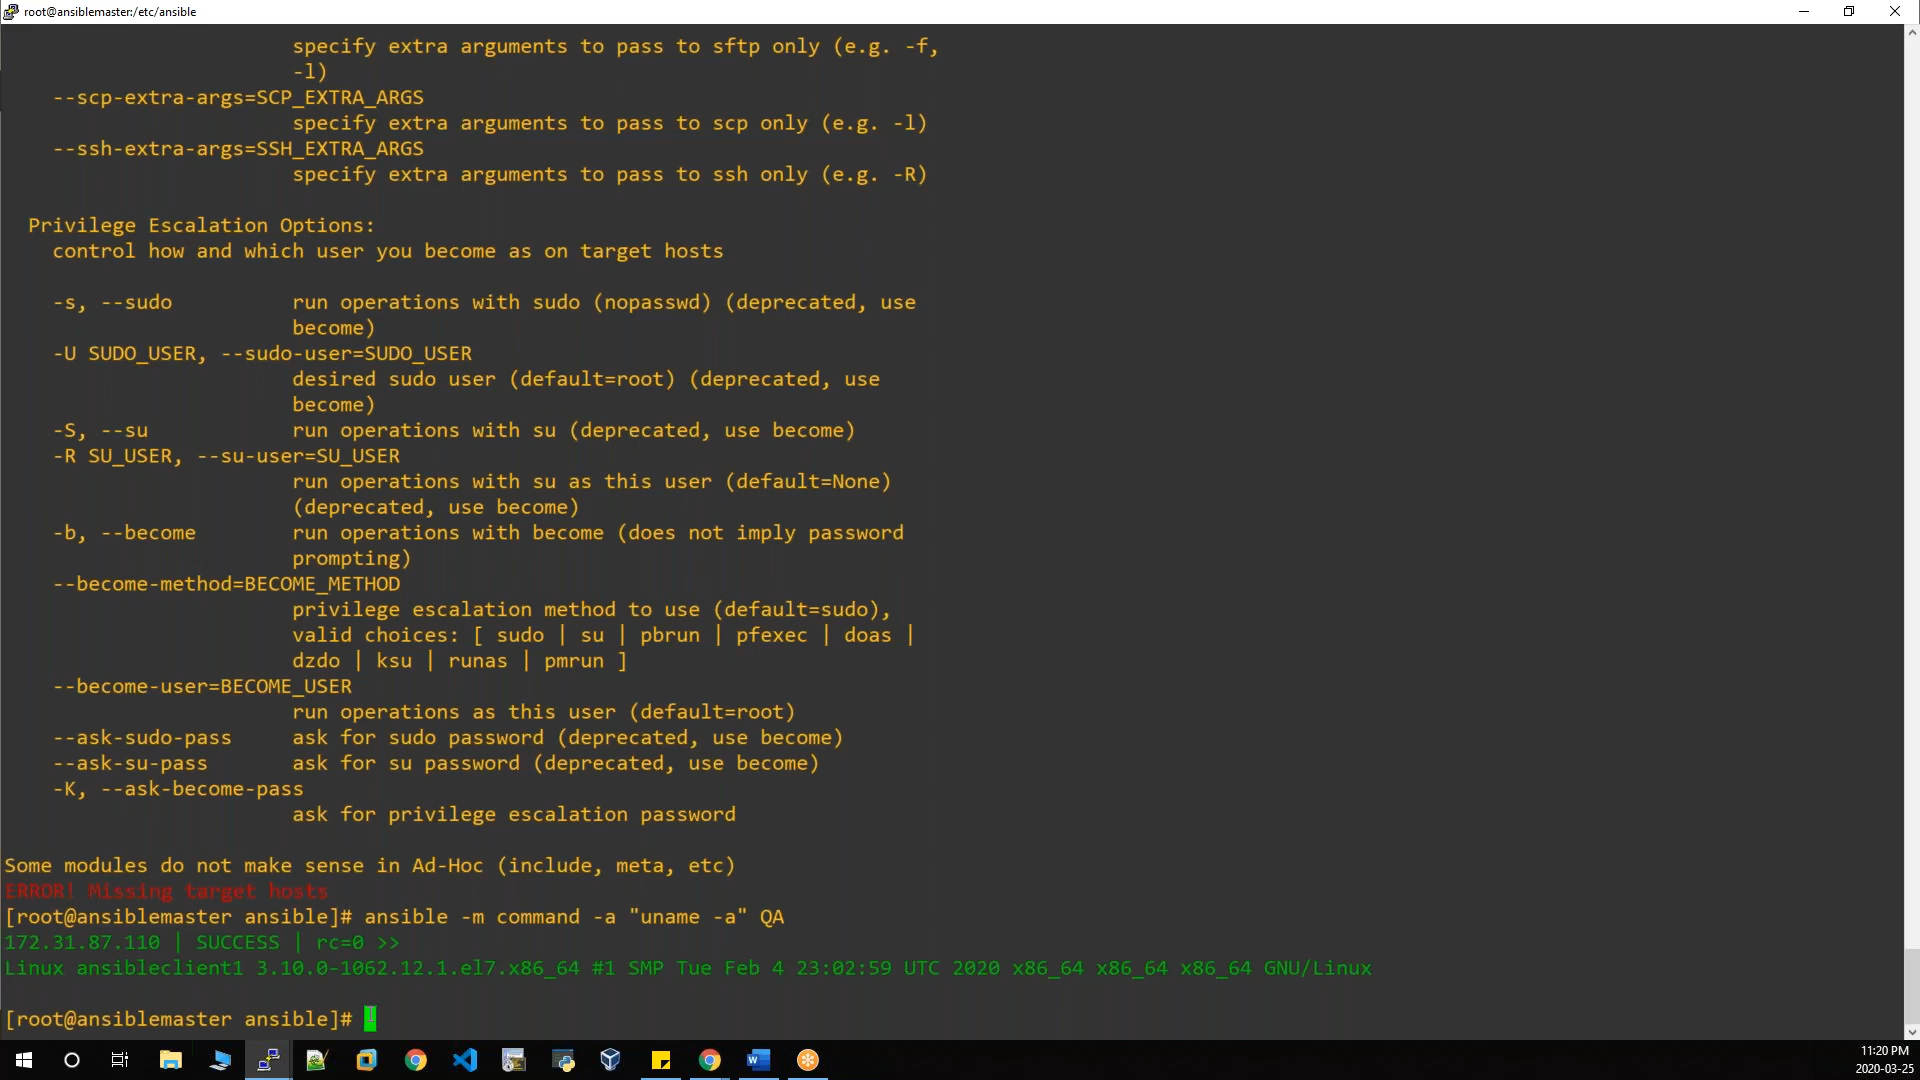 root@ansiblemaster:/etc/ansible
specify extra arguments to pass to sftp only (e.g. -f,
-l)
--scp-extra-args=SCP_EXTRA_ARGS
specify extra arguments to pass to scp only (e.g. -l)
--ssh-extra-args=SSH_EXTRA_ARGS
specify extra arguments to pass to ssh only (e.g. -R)
Privilege Escalation Options:
control how and which user you become as on target hosts
-s, --sudo run operations with sudo (nopasswd) (deprecated, use
become)
-U SUDO_USER, --sudo-user=SUDO_USER
desired sudo user (default=root) (deprecated, use
become)
-S, --su run operations with su (deprecated, use become)
-R SU_USER, --su-user=SU_USER
run operations with su as this user (default=None)
(deprecated, use become)
-b, --become run operations with become (does not imply password
prompting)
--become-method=BECOME_METHOD
privilege escalation method to use (default=sudo),
valid choices: [ sudo | su | pbrun | pfexec | doas |
dzdo | ksu | runas | pmrun ]
--become-user=BECOME_USER
run operations as this user (default=root)
--ask-sudo-pass ask for sudo password (deprecated, use become)
--ask-su-pass ask for su password (deprecated, use become)
-K, --ask-become-pass
ask for privilege escalation password
Some modules do not make sense in Ad-Hoc (include, meta, etc)
ERROR! Missing target hosts
[root@ansiblemaster ansible]# ansible -m command -a "uname -a" QA
172.31.87.110 | SUCCESS | rc=0 >>
Linux ansibleclient1 3.10.0-1062.12.1.el7.x86_64 #1 SMP Tue Feb 4 23:02:59 UTC 2020 x86_64 x86_64 x86_64 GNU/Linux
[root@ansiblemaster ansible]#
11:20 PM
2020-03-25